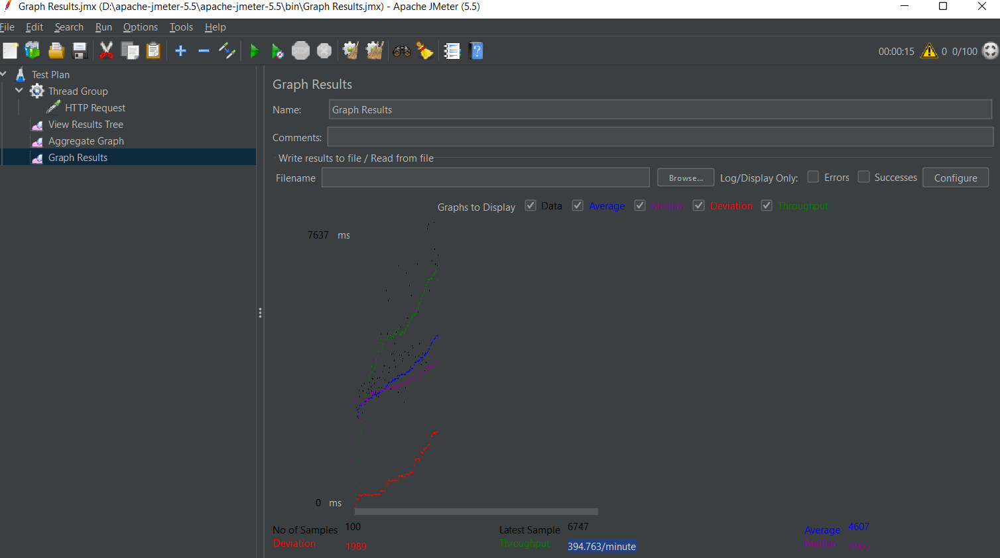 Graph Results.jmx (D:\apache-jmeter-5.5\apache-jmeter-5.5\bin\Graph Results.jmx) - Apache JMeter (5.5)
File Edit Search Run Options Tools Help
STOP 00:00:15 0 0/100
Test Plan
Thread Group
HTTP Request
View Results Tree
Aggregate Graph
Graph Results
Graph Results
Name: Graph Results
Comments:
Write results to file / Read from file
Filename Browse... Log/Display Only: Errors Successes Configure
Graphs to Display Data Average Median Deviation Throughput
7637 ms
0 ms
No of Samples 100 Latest Sample 6747 Average 4607
Deviation 1989 Throughput 394.763/minute Median